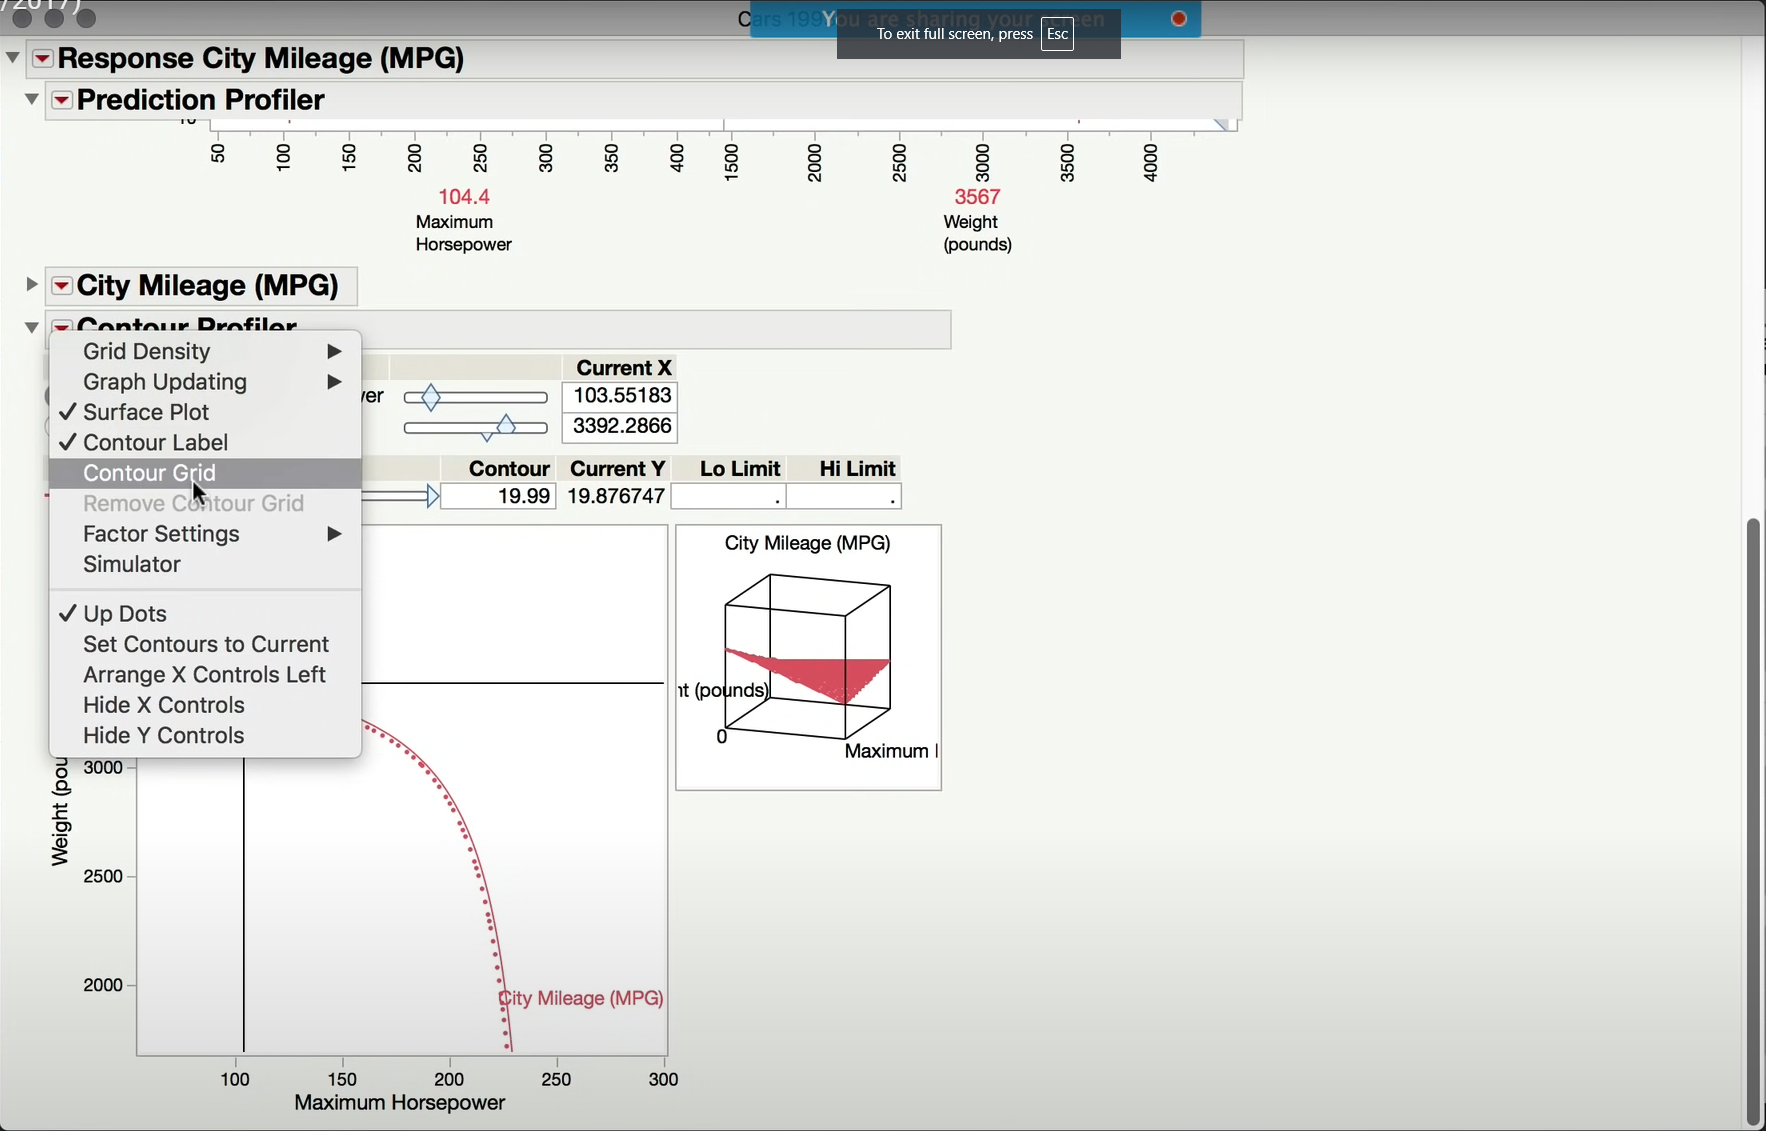 /2017)
Cars 199
You are sharing your screen
To exit full screen, press Esc
Response City Mileage (MPG)
Prediction Profiler
50 100 150 200 250 300 350 400 1500 2000 2500 3000 3500 4000
104.4 3567
Maximum Horsepower
Weight (pounds)
City Mileage (MPG)
Contour Profiler
Grid Density
Graph Updating
Surface Plot
Contour Label
Contour Grid
Remove Contour Grid
Factor Settings
Simulator
Up Dots
Set Contours to Current
Arrange X Controls Left
Hide X Controls
Hide Y Controls
Current X
ver 103.55183
3392.2866
Contour Current Y Lo Limit Hi Limit
19.99 19.876747 . .
City Mileage (MPG)
nt (pounds)
0
Maximum
3000
2500
2000
Weight (pou
City Mileage (MPG)
100 150 200 250 300
Maximum Horsepower